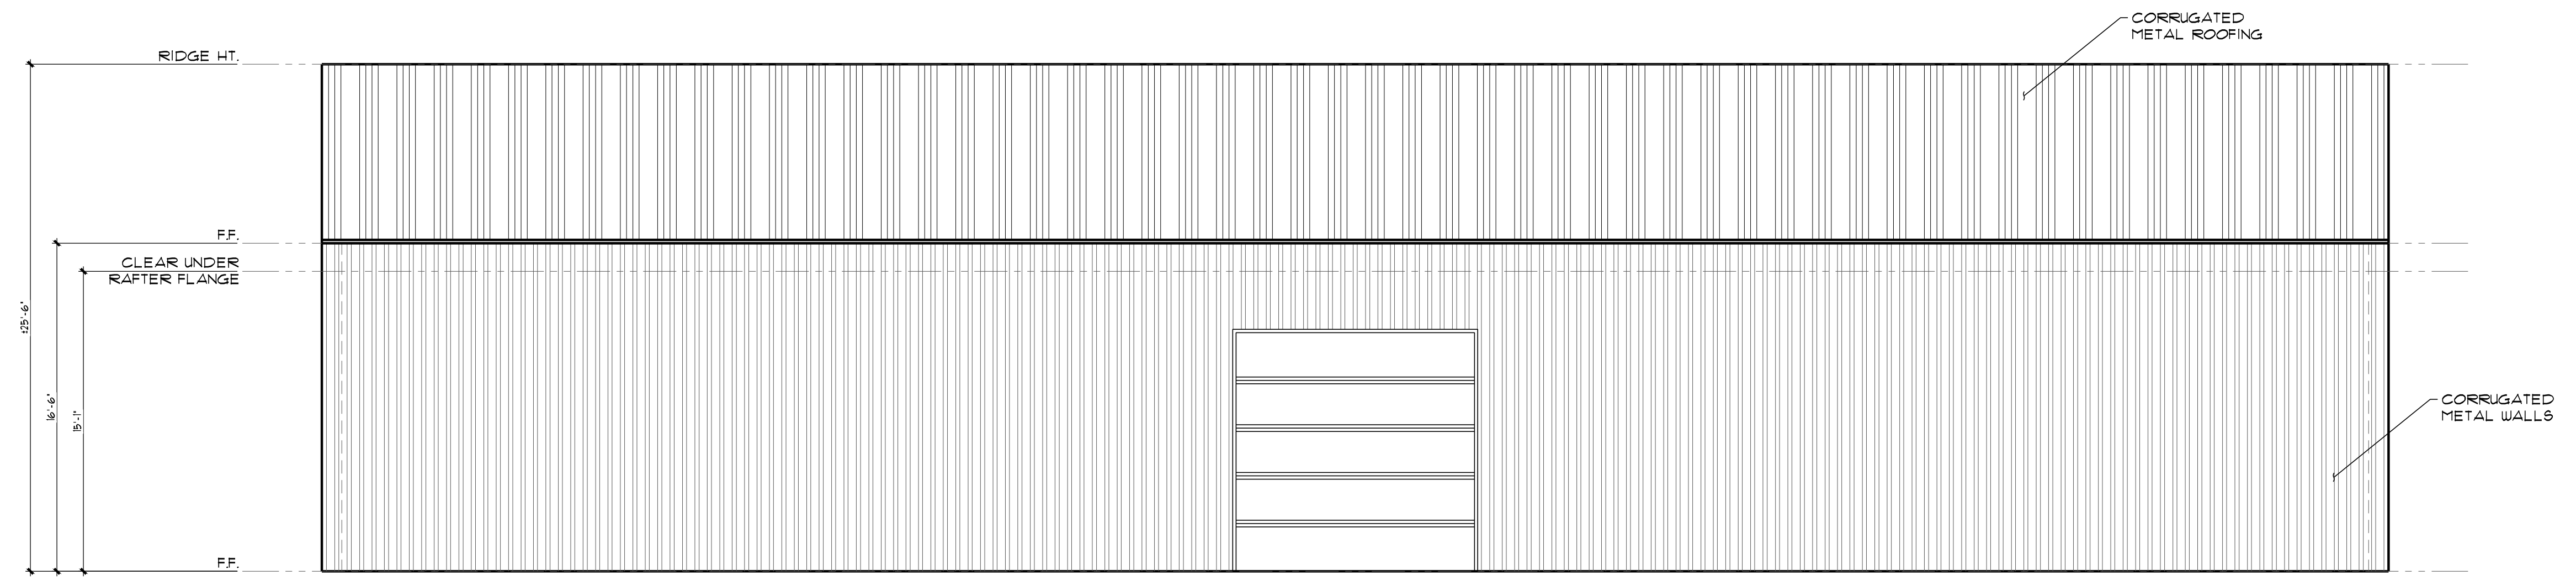 CORRUGATED
METAL ROOFING
RIDGE HT.
F.F.
CLEAR UNDER
RAFTER FLANGE
±25'-6"
16'-6"
15'-1"
CORRUGATED
METAL WALLS
F.F.